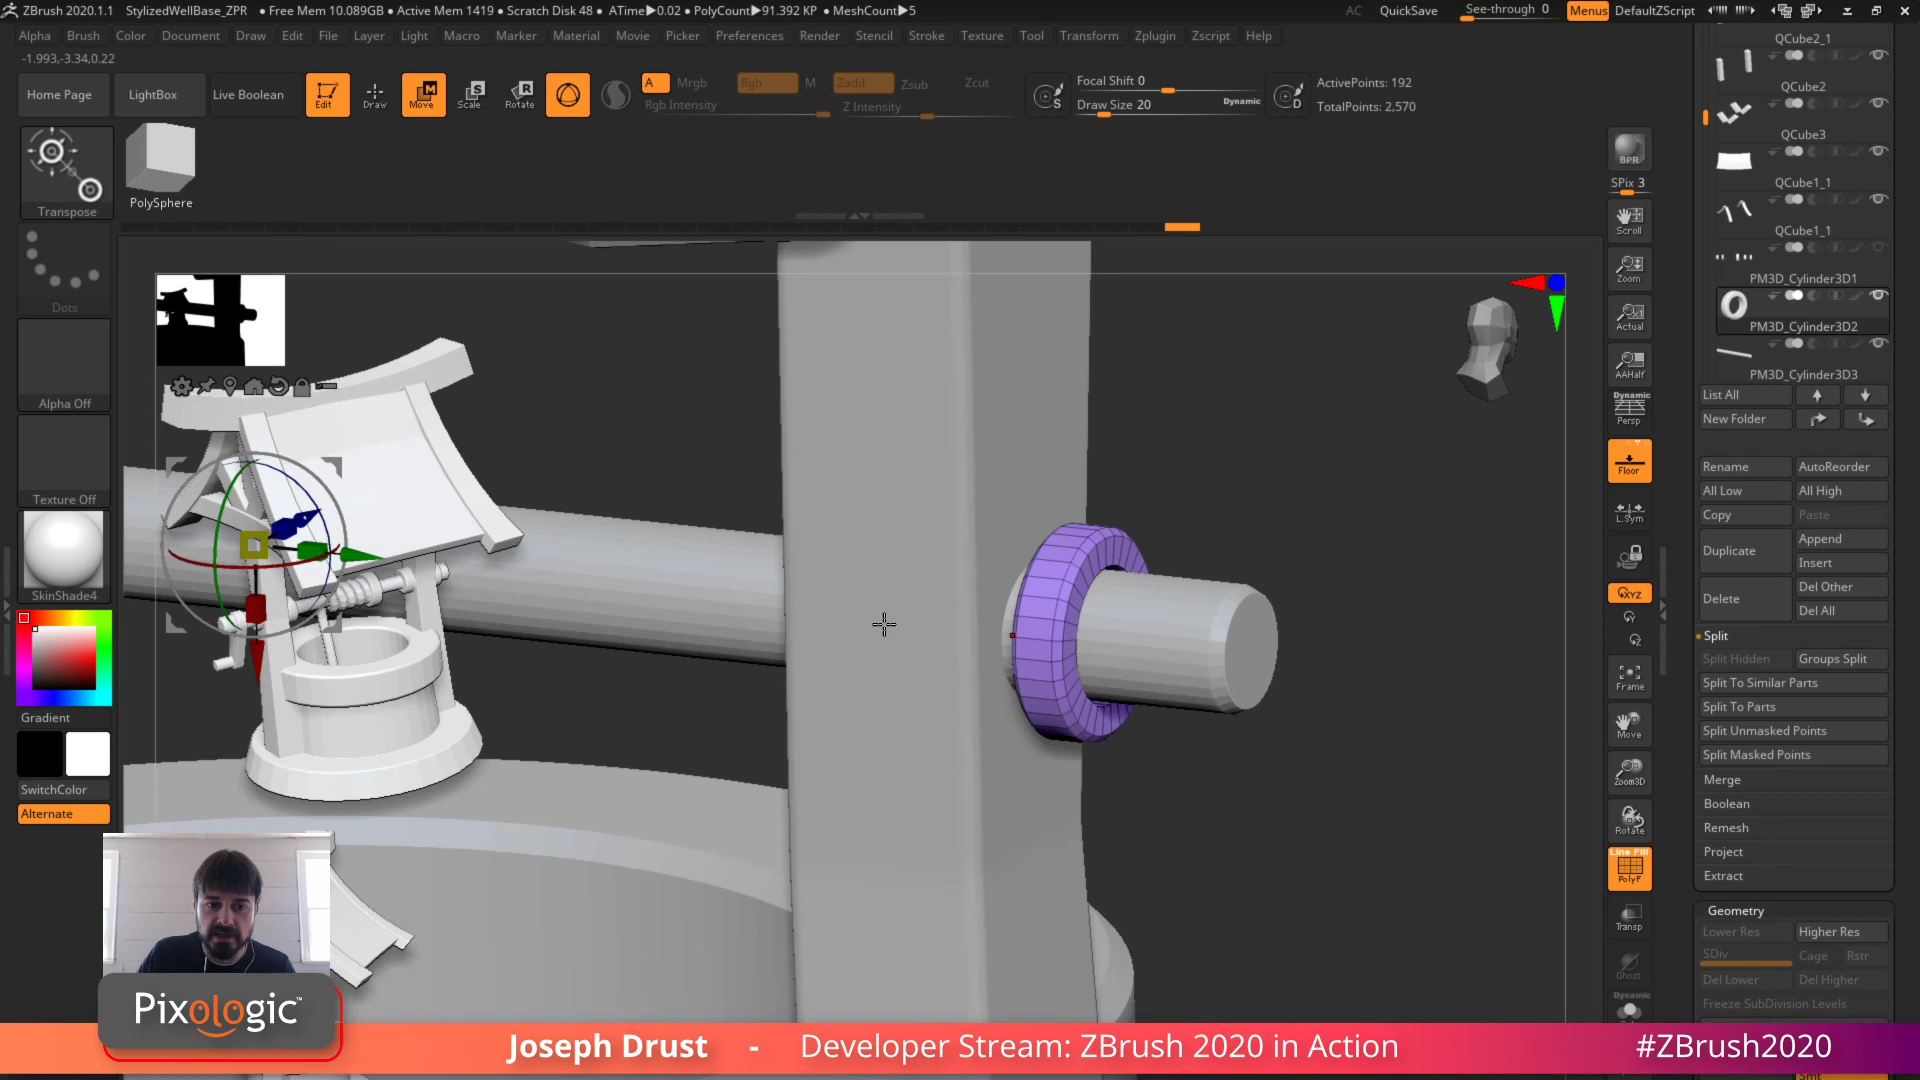 ZBrush 2020.1.1 StylizedWellBase_ZPR • Free Mem 10.089GB • Active Mem 1419 • Scratch Disk 48 • ATime▶0.02 • PolyCount▶91.392 KP • MeshCount▶5 AC QuickSave See-through 0 Menus DefaultZScript
Alpha Brush Color Document Draw Edit File Layer Light Macro Marker Material Movie Picker Preferences Render Stencil Stroke Texture Tool Transform Zplugin Zscript Help
-1.993,-3.34,0.22
Home Page LightBox Live Boolean Edit Draw Move Scale Rotate
A Mrgb Rgb M Zadd Zsub Zcut
Rgb Intensity Z Intensity
Focal Shift 0
Draw Size 20 Dynamic
ActivePoints: 192
TotalPoints: 2,570
Transpose
PolySphere
Dots
Alpha Off
Texture Off
SkinShade4
Gradient
SwitchColor
Alternate
BPR
SPix 3
Scroll
Zoom
Actual
AAHalf
Dynamic
Persp
Floor
L.Sym
XYZ
Frame
Move
Zoom3D
Rotate
Line Fill
PolyF
Transp
Ghost
Dynamic
QCube2_1
QCube2
QCube3
QCube1_1
QCube1_1
PM3D_Cylinder3D1
PM3D_Cylinder3D2
PM3D_Cylinder3D3
List All
New Folder
Rename AutoReorder
All Low All High
Copy Paste
Duplicate Append
Insert
Delete Del Other
Del All
Split
Split Hidden Groups Split
Split To Similar Parts
Split To Parts
Split Unmasked Points
Split Masked Points
Merge
Boolean
Remesh
Project
Extract
Geometry
Lower Res Higher Res
SDiv Cage Rstr
Del Lower Del Higher
Freeze SubDivision Levels
Pixologic™
Joseph Drust - Developer Stream: ZBrush 2020 in Action #ZBrush2020